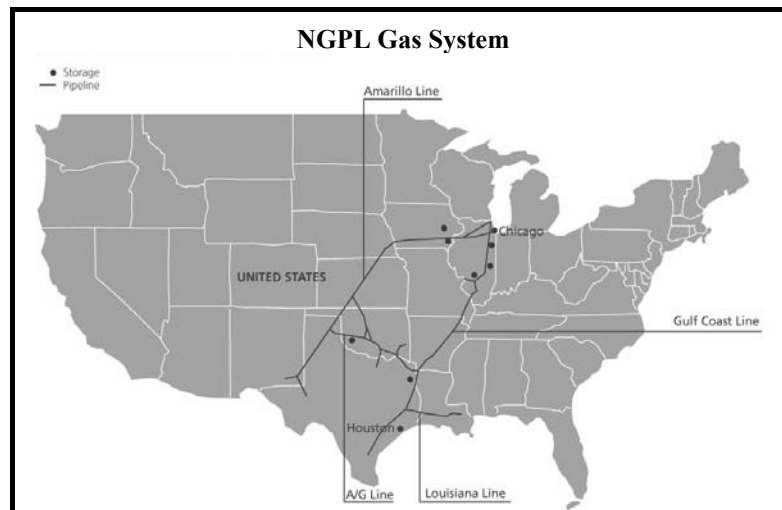 NGPL Gas System
Storage
Pipeline
Amarillo Line
Chicago
UNITED STATES
Gulf Coast Line
Houston
A/G Line
Louisiana Line